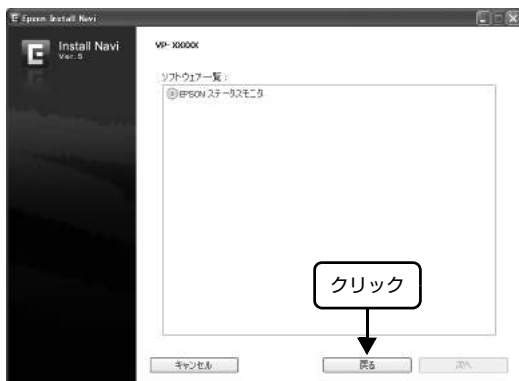 Epson Install Navi
Install Navi
Ver.5
VP-XXXXX
ソフトウェア一覧：
EPSON ステータスモニタ
クリック
キャンセル
戻る
次へ